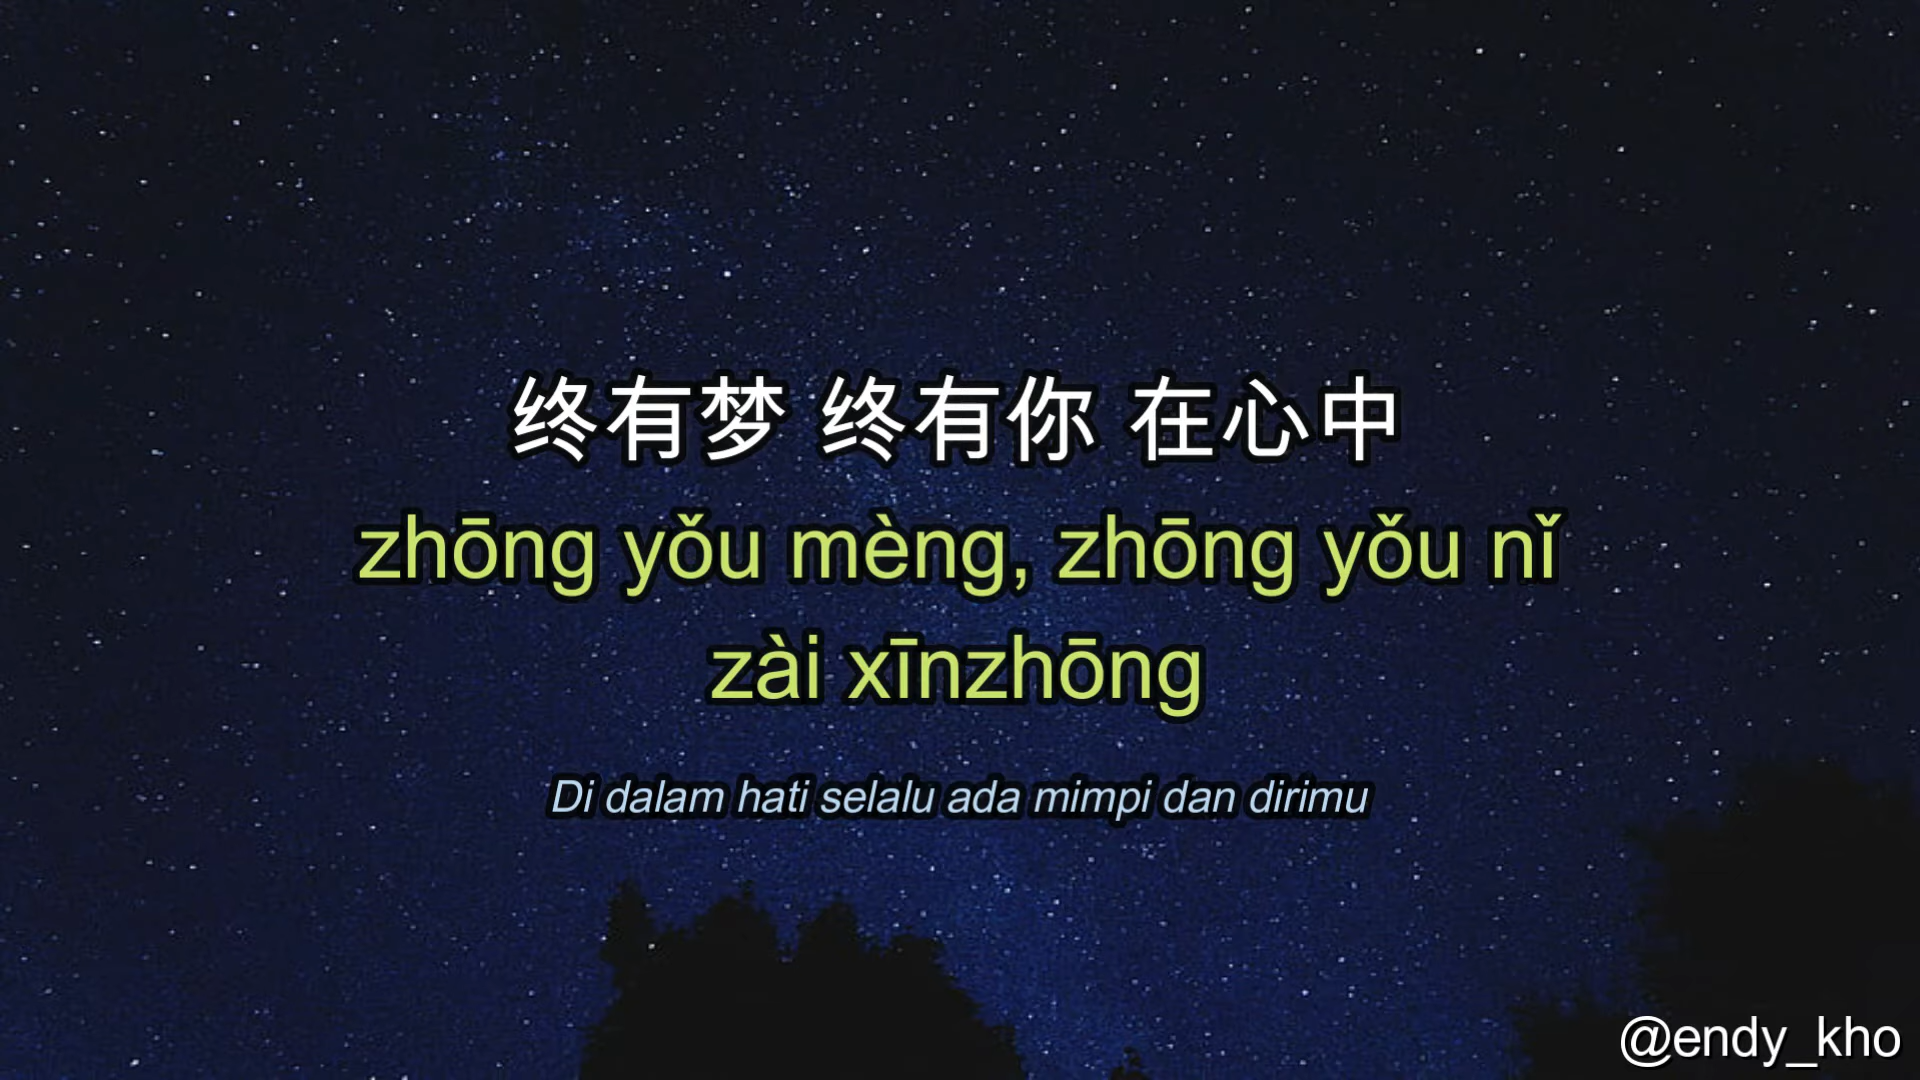 终有梦 终有你 在心中
zhōng yǒu mèng, zhōng yǒu nǐ
zài xīnzhōng
Di dalam hati selalu ada mimpi dan dirimu
@endy_kho